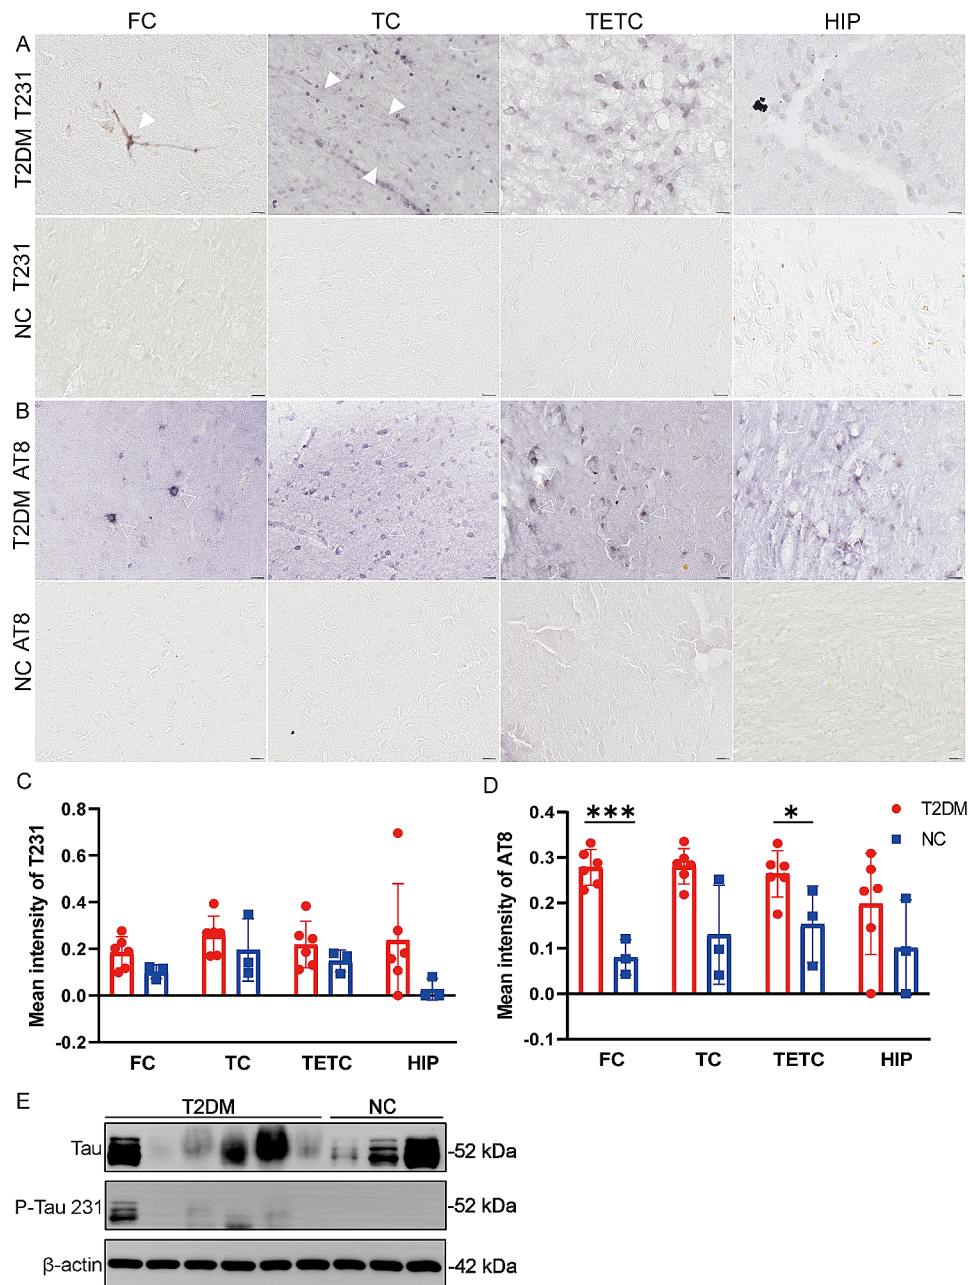 FC TC TETC HIP
A
T2DM T231
NC T231
B
T2DM AT8
NC AT8
C
Mean intensity of T231
0.8
0.6
0.4
0.2
0.0
-0.2
FC TC TETC HIP
D
Mean intensity of AT8
0.4
0.3
0.2
0.1
0.0
-0.1
*** *
T2DM
NC
FC TC TETC HIP
E
T2DM NC
Tau -52 kDa
P-Tau 231 -52 kDa
β-actin -42 kDa